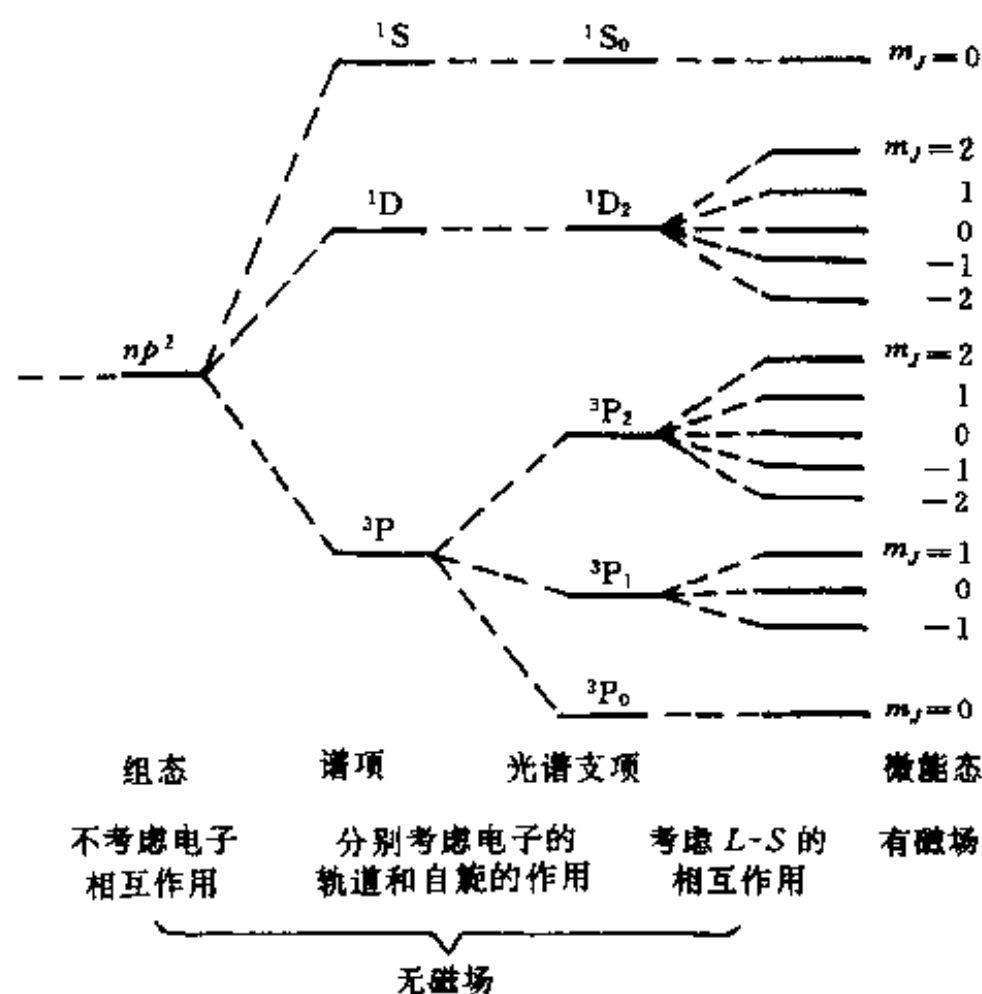 ¹S ¹S₀ m_J=0
m_J=2
1
¹D ¹D₂ 0
-1
-2
np²
m_J=2
1
³P₂ 0
-1
-2
³P m_J=1
³P₁ 0
-1
³P₀ m_J=0
组态 谱项 光谱支项 微能态
不考虑电子 分别考虑电子的 考虑 L-S 的 有磁场
相互作用 轨道和自旋的作用 相互作用
无磁场